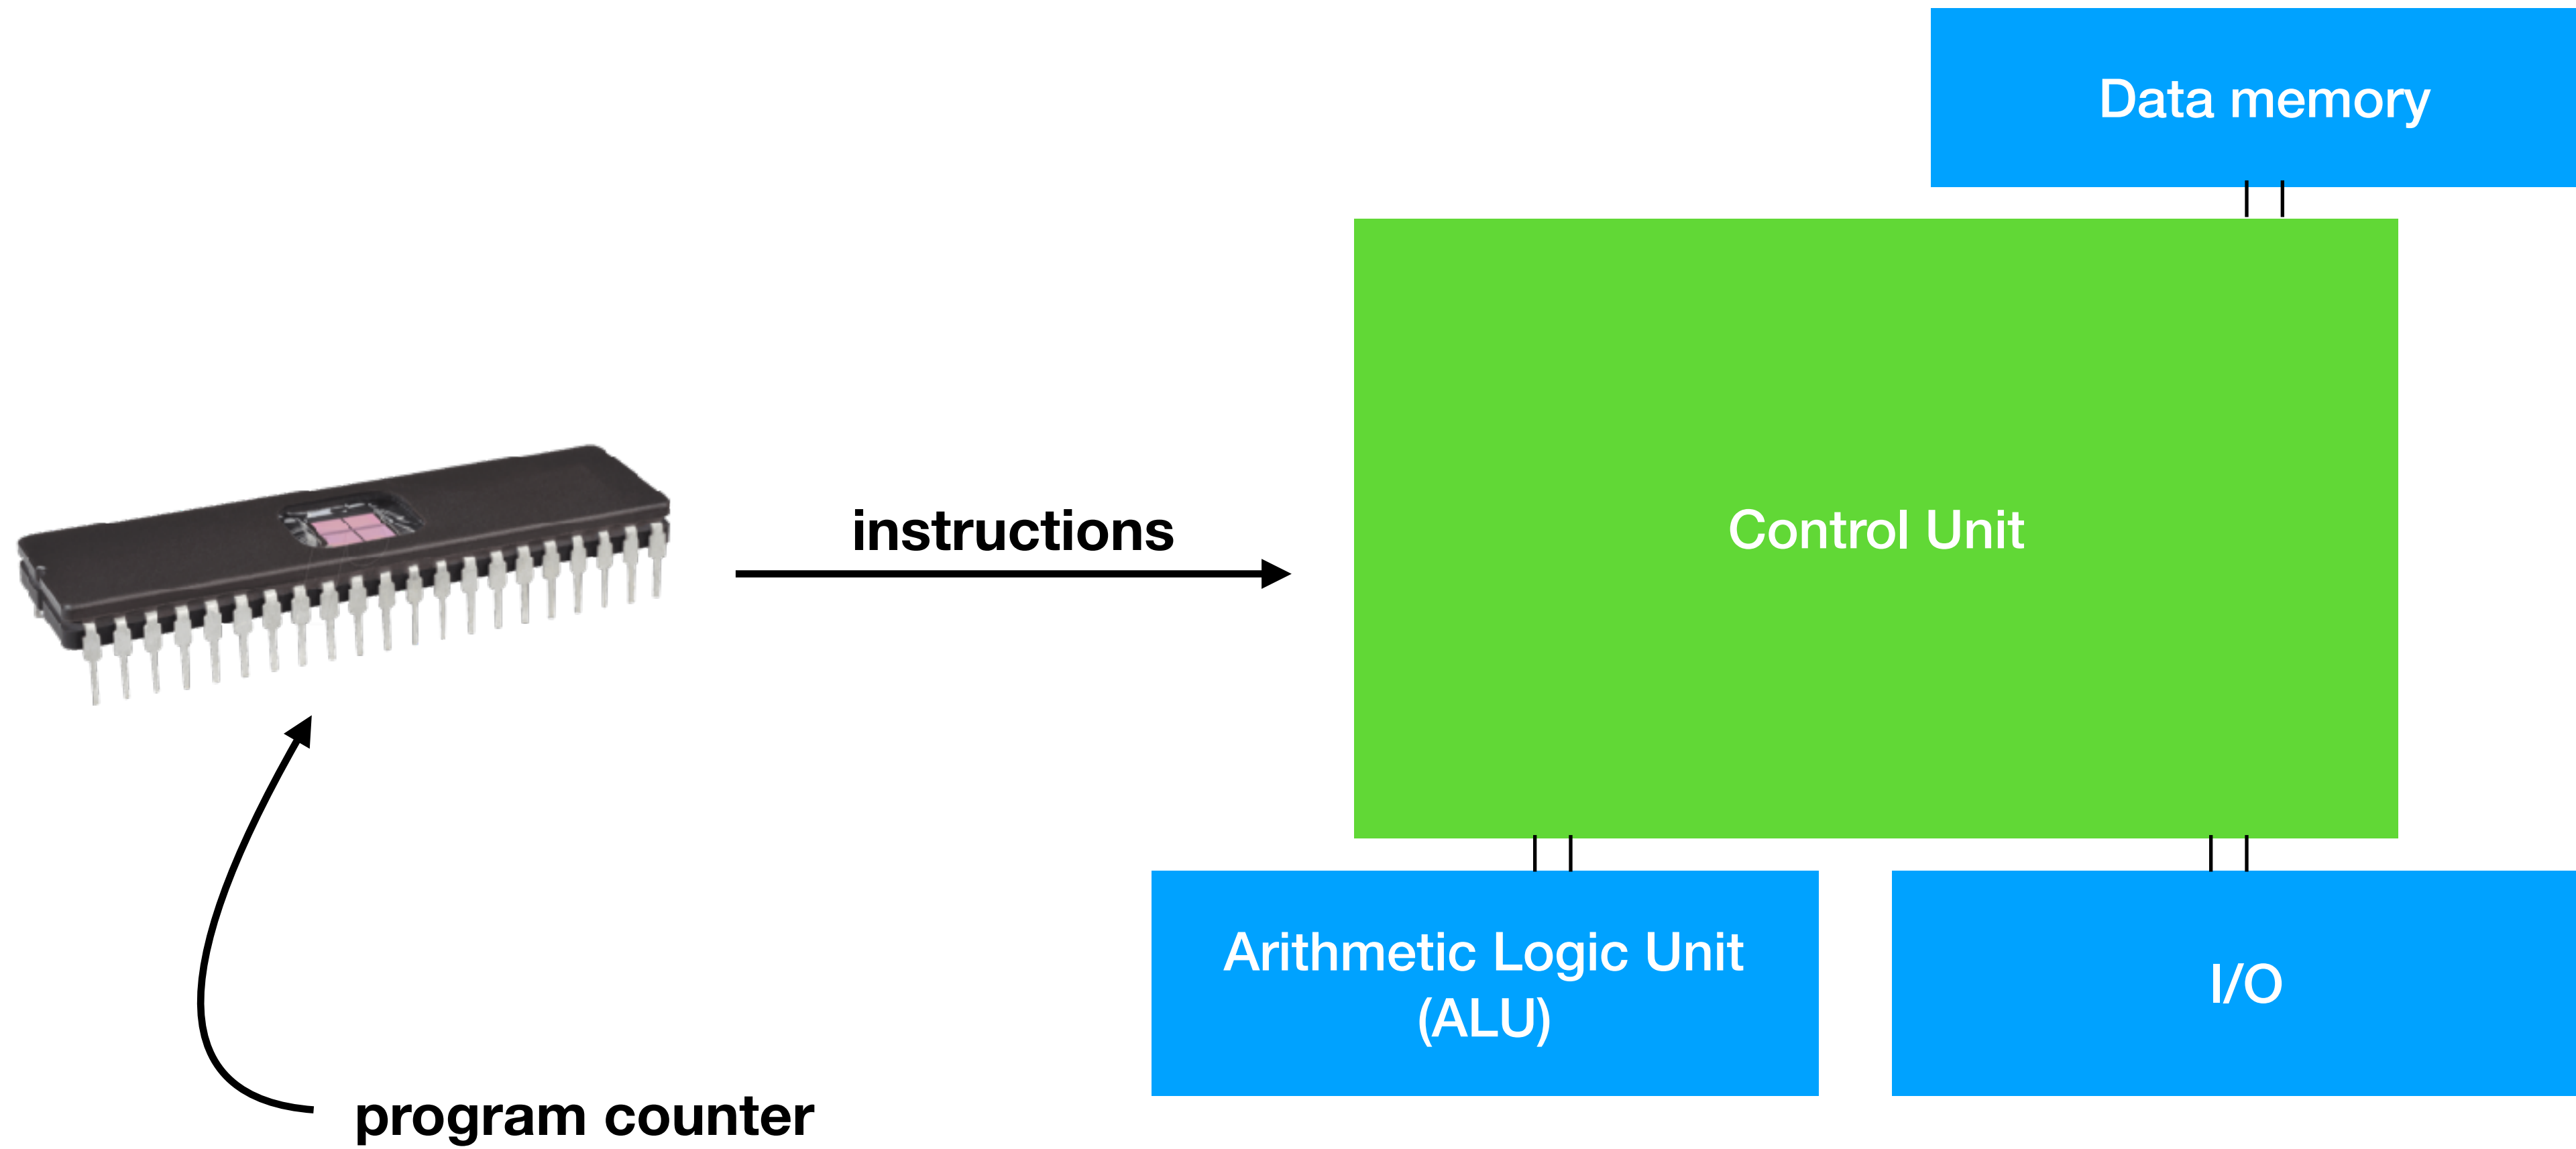 Data memory
instructions
Control Unit
Arithmetic Logic Unit
(ALU)
I/O
program counter